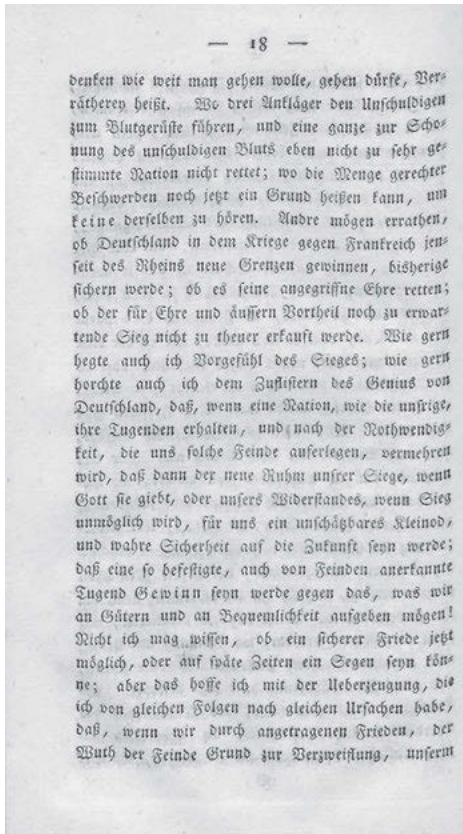 — 18 —
denken wie weit man gehen wolle, gehen dürfe, Ver-
rätherey heißt. Wo drei Ankläger den Unschuldigen
zum Blutgerüste führen, und eine ganze zur Scho-
nung des unschuldigen Bluts eben nicht zu sehr ge-
stimmte Nation nicht rettet; wo die Menge gerechter
Beschwerden noch jetzt ein Grund heißen kann, um
keine derselben zu hören. Andre mögen errathen,
ob Deutschland in dem Kriege gegen Frankreich jen-
seit des Rheins neue Grenzen gewinnen, bisherige
sichern werde; ob es seine angegriffne Ehre retten;
ob der für Ehre und äussern Vortheil noch zu erwar-
tende Sieg nicht zu theuer erkauft werde. Wie gern
hegte auch ich Vorgefühl des Sieges; wie gern
horchte auch ich dem Zuflistern des Genius von
Deutschland, daß, wenn eine Nation, wie die unsrige,
ihre Tugenden erhalten, und nach der Nothwendig-
keit, die uns solche Feinde auferlegen, vermehren
wird, daß dann der neue Ruhm unsrer Siege, wenn
Gott sie giebt, oder unsers Widerstandes, wenn Sieg
unmöglich wird, für uns ein unschätzbares Kleinod,
und wahre Sicherheit auf die Zukunft seyn werde;
daß eine so befestigte, auch von Feinden anerkannte
Tugend Gewinn seyn werde gegen das, was wir
an Gütern und an Bequemlichkeit aufgeben mögen!
Nicht ich mag wissen, ob ein sicherer Friede jetzt
möglich, oder auf späte Zeiten ein Segen seyn kön-
ne; aber das hoffe ich mit der Ueberzeugung, die
ich von gleichen Folgen nach gleichen Ursachen habe,
daß, wenn wir durch angetragenen Frieden, der
Wuth der Feinde Grund zur Verzweiflung, unserm